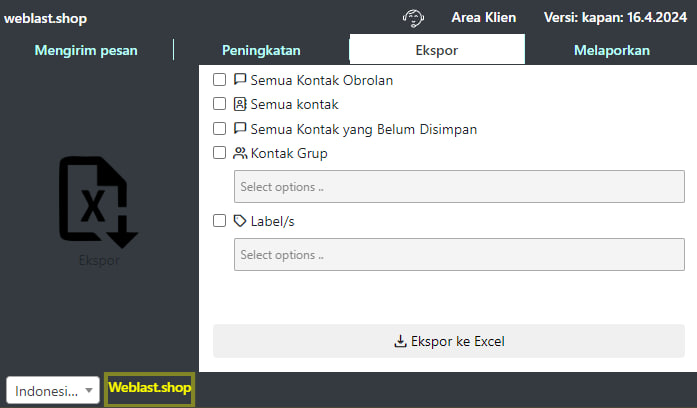 weblast.shop
Area Klien
Versi: kapan: 16.4.2024
Mengirim pesan
Peningkatan
Ekspor
Melaporkan
Semua Kontak Obrolan
Semua kontak
Semua Kontak yang Belum Disimpan
Kontak Grup
Select options ..
Label/s
Select options ..
X
Ekspor
Ekspor ke Excel
Indonesi...
Weblast.shop